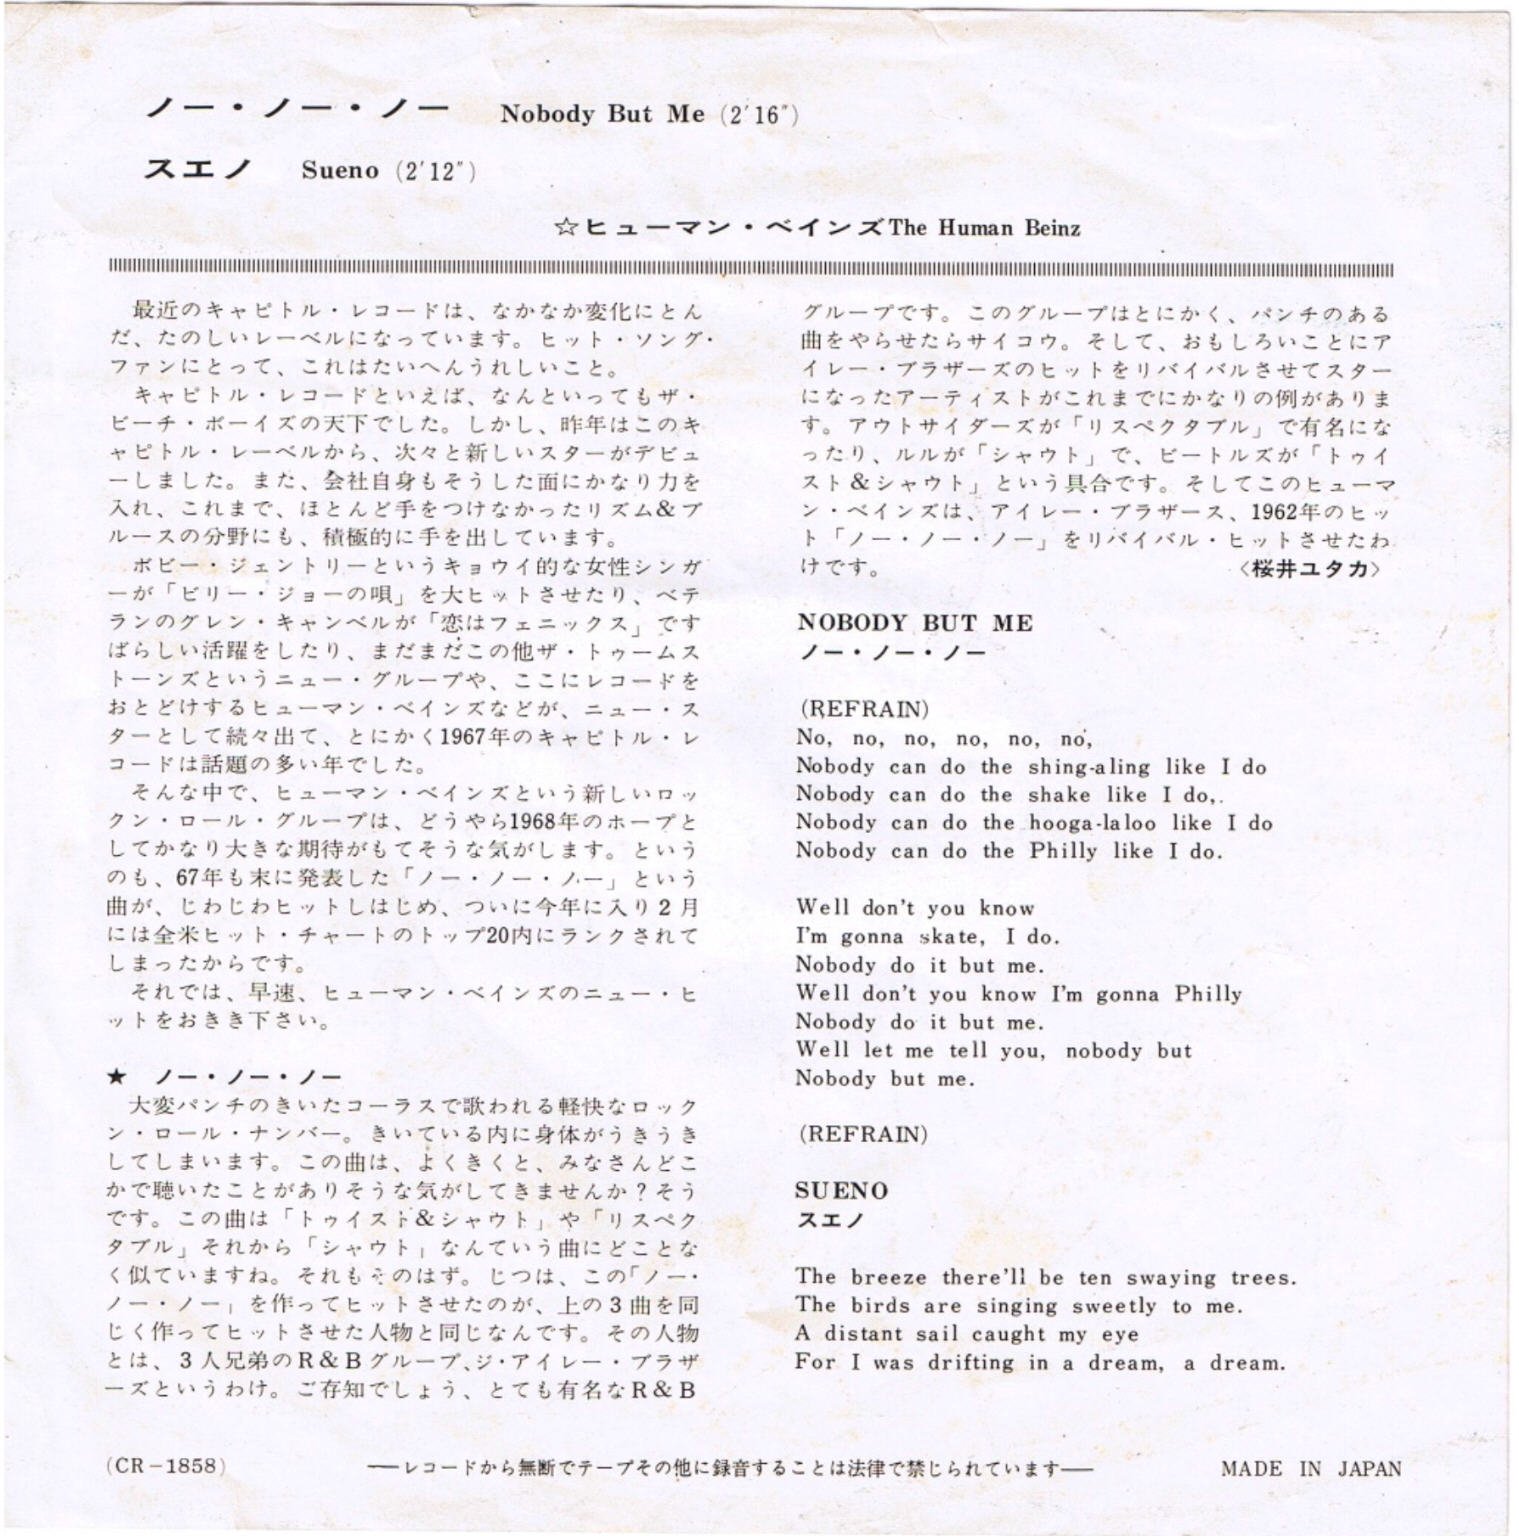 ノー・ノー・ノー Nobody But Me (2′16″)
スエノ Sueno (2′12″)
☆ヒューマン・ベインズThe Human Beinz
最近のキャピトル・レコードは、なかなか変化にとん
だ、たのしいレーベルになっています。ヒット・ソング・
ファンにとって、これはたいへんうれしいこと。
キャピトル・レコードといえば、なんといってもザ・
ビーチ・ボーイズの天下でした。しかし、昨年はこのキ
ャピトル・レーベルから、次々と新しいスターがデビュ
ーしました。また、会社自身もそうした面にかなり力を
入れ、これまで、ほとんど手をつけなかったリズム&ブ
ルースの分野にも、積極的に手を出しています。
ボビー・ジェントリーというキョウイ的な女性シンガ
ーが「ビリー・ジョーの唄」を大ヒットさせたり、ベテ
ランのグレン・キャンベルが「恋はフェニックス」です
ばらしい活躍をしたり、まだまだこの他ザ・トゥームス
トーンズというニュー・グループや、ここにレコードを
おとどけするヒューマン・ベインズなどが、ニュー・ス
ターとして続々出て、とにかく1967年のキャピトル・レ
コードは話題の多い年でした。
そんな中で、ヒューマン・ベインズという新しいロッ
クン・ロール・グループは、どうやら1968年のホープと
してかなり大きな期待がもてそうな気がします。という
のも、67年も末に発表した「ノー・ノー・ノー」という
曲が、じわじわヒットしはじめ、ついに今年に入り2月
には全米ヒット・チャートのトップ20内にランクされて
しまったからです。
それでは、早速、ヒューマン・ベインズのニュー・ヒ
ットをおきき下さい。
★ ノー・ノー・ノー
大変パンチのきいたコーラスで歌われる軽快なロック
ン・ロール・ナンバー。きいている内に身体がうきうき
してしまいます。この曲は、よくきくと、みなさんどこ
かで聴いたことがありそうな気がしてきませんか?そう
です。この曲は「トゥイスト&シャウト」や「リスペク
タブル」それから「シャウト」なんていう曲にどことな
く似ていますね。それもそのはず。じつは、この「ノー・
ノー・ノー」を作ってヒットさせたのが、上の3曲を同
じく作ってヒットさせた人物と同じなんです。その人物
とは、3人兄弟のR&Bグループ、ジ・アイレー・ブラザ
ーズというわけ。ご存知でしょう、とても有名なR&B
グループです。このグループはとにかく、パンチのある
曲をやらせたらサイコウ。そして、おもしろいことにア
イレー・ブラザーズのヒットをリバイバルさせてスター
になったアーティストがこれまでにかなりの例がありま
す。アウトサイダーズが「リスペクタブル」で有名にな
ったり、ルルが「シャウト」で、ビートルズが「トゥイ
スト&シャウト」という具合です。そしてこのヒューマ
ン・ベインズは、アイレー・ブラザース、1962年のヒッ
ト「ノー・ノー・ノー」をリバイバル・ヒットさせたわ
けです。 〈桜井ユタカ〉
NOBODY BUT ME
ノー・ノー・ノー
(REFRAIN)
No, no, no, no, no, no,
Nobody can do the shing-aling like I do
Nobody can do the shake like I do,.
Nobody can do the hooga-laloo like I do
Nobody can do the Philly like I do.
Well don't you know
I'm gonna skate, I do.
Nobody do it but me.
Well don't you know I'm gonna Philly
Nobody do it but me.
Well let me tell you, nobody but
Nobody but me.
(REFRAIN)
SUENO
スエノ
The breeze there'll be ten swaying trees.
The birds are singing sweetly to me.
A distant sail caught my eye
For I was drifting in a dream, a dream.
(CR-1858) ──レコードから無断でテープその他に録音することは法律で禁じられています── MADE IN JAPAN